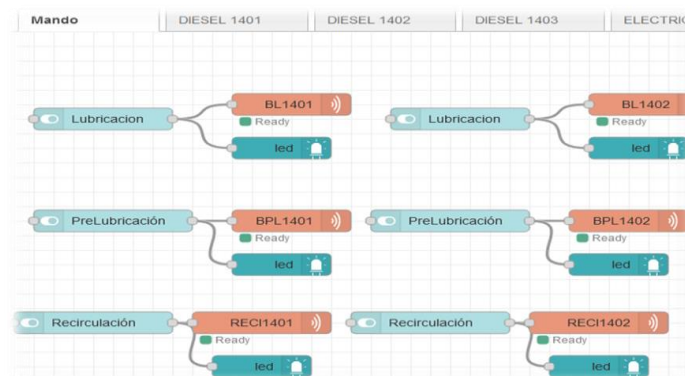 Mando DIESEL 1401 DIESEL 1402 DIESEL 1403
BL1401 BL1402
Lubricacion Ready Lubricacion Ready
led led
PreLubricación BPL1401 PreLubricación BPL1402
Ready Ready
led led
Recirculación RECI1401 Recirculación RECI1402
Ready Ready
led led